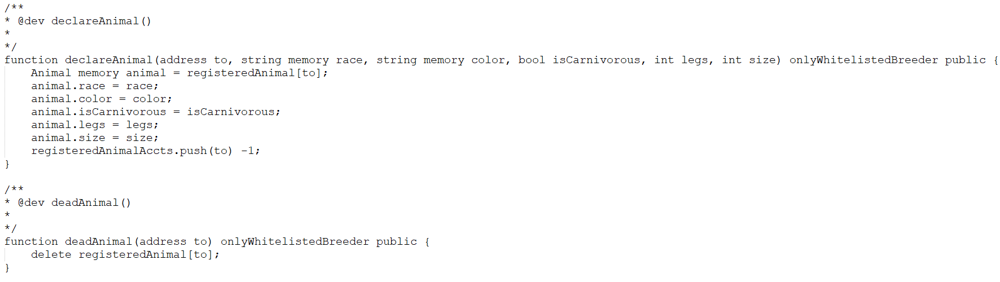 /**
* @dev declareAnimal()
*
*/
function declareAnimal(address to, string memory race, string memory color, bool isCarnivorous, int legs, int size) onlyWhitelistedBreeder public {
    Animal memory animal = registeredAnimal[to];
    animal.race = race;
    animal.color = color;
    animal.isCarnivorous = isCarnivorous;
    animal.legs = legs;
    animal.size = size;
    registeredAnimalAccts.push(to) -1;
}

/**
* @dev deadAnimal()
*
*/
function deadAnimal(address to) onlyWhitelistedBreeder public {
    delete registeredAnimal[to];
}